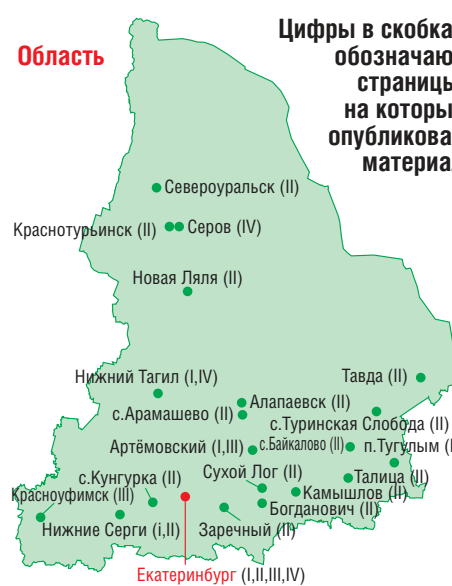 Область
Цифры в скобка
обозначаю
страниць
на которы
опубликова
материа
Североуральск (II)
Краснотурьинск (II)
Серов (IV)
Новая Ляля (II)
Нижний Тагил (I,IV)
Тавда (II)
Алапаевск (II)
с.Арамашево (II)
с.Туринская Слобода (II)
Артёмовский (I,III)
с.Байкалово (II)
п.Тугулым (
с.Кунгурка (II)
Сухой Лог (II)
Талица (II)
Красноуфимск (III)
Камышлов (II)
Богданович (II)
Нижние Серги (i,II)
Заречный (II)
Екатеринбург (I,II,III,IV)